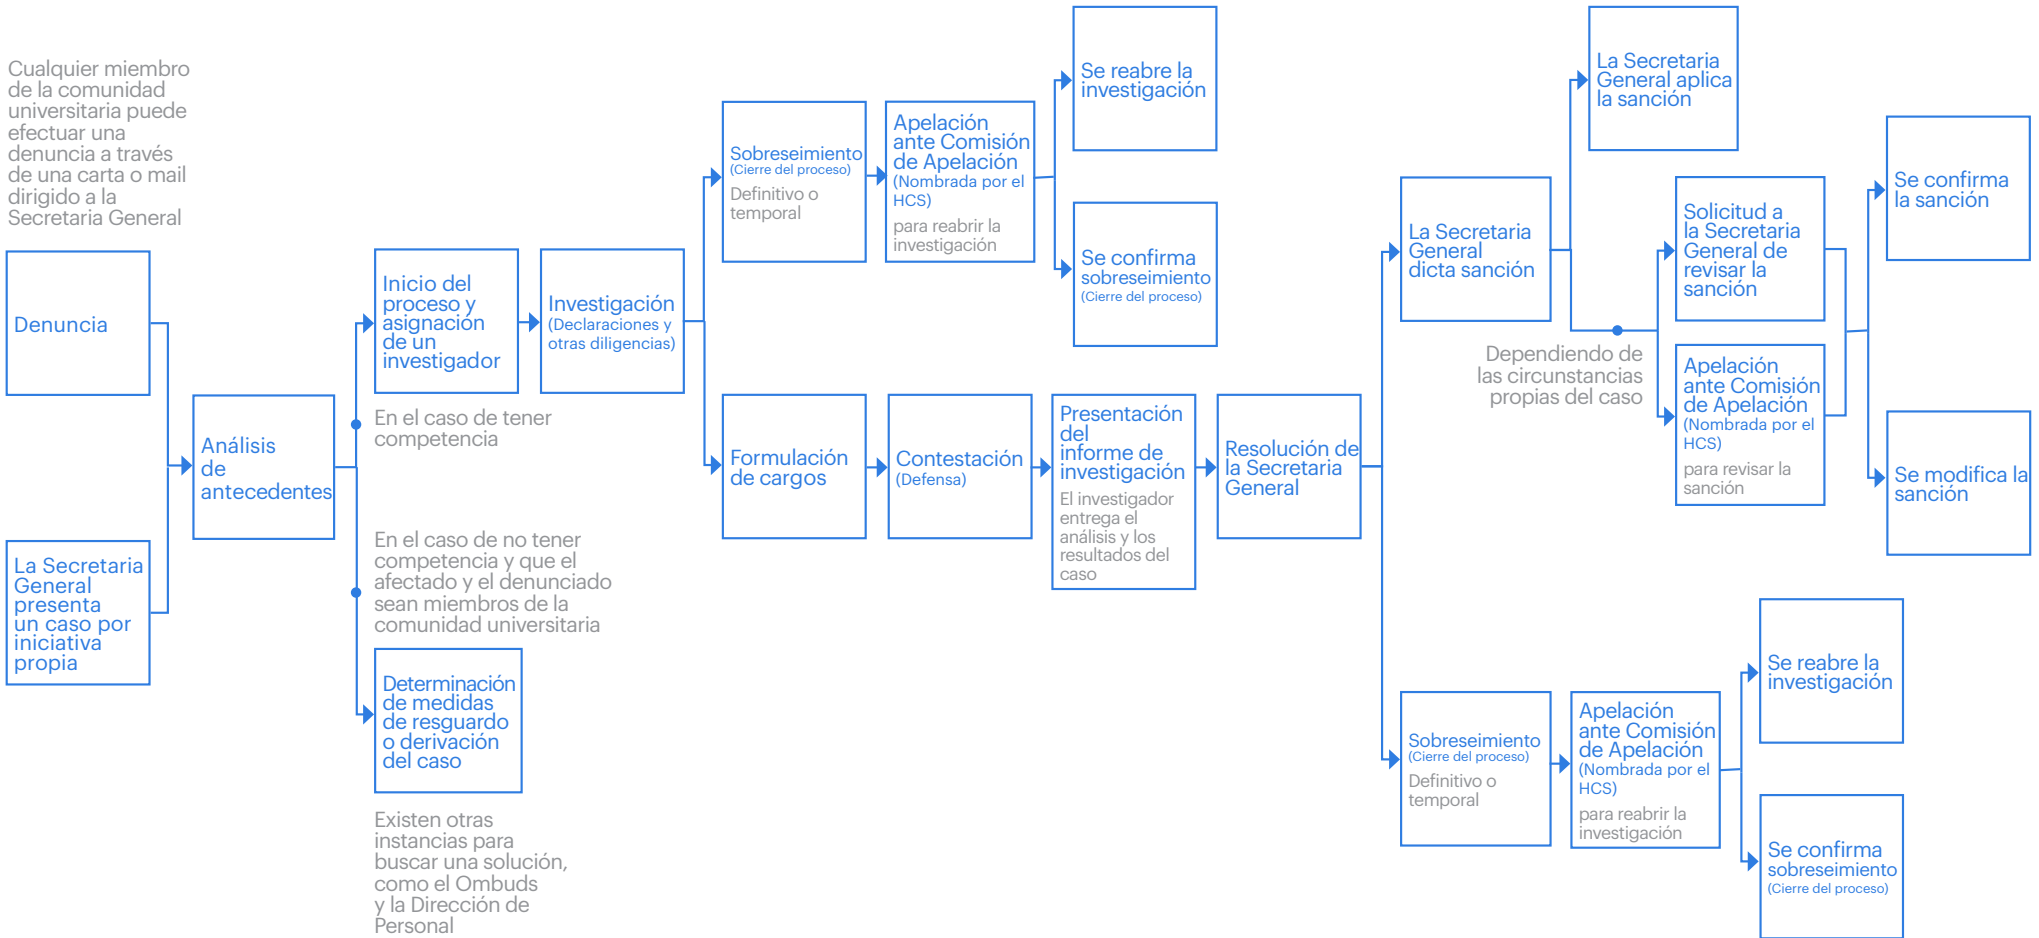 Cualquier miembro
de la comunidad
universitaria puede
efectuar una
denuncia a través
de una carta o mail
dirigido a la
Secretaria General
Denuncia
La Secretaria
General
presenta
un caso por
iniciativa
propia
Análisis
de
antecedentes
Inicio del
proceso y
asignación
de un
investigador
En el caso de tener
competencia
En el caso de no tener
competencia y que el
afectado y el denunciado
sean miembros de la
comunidad universitaria
Determinación
de medidas
de resguardo
o derivación
del caso
Existen otras
instancias para
buscar una solución,
como el Ombuds
y la Dirección de
Personal
Investigación
(Declaraciones y
otras diligencias)
Sobreseimiento
(Cierre del proceso)
Definitivo o
temporal
Apelación
ante Comisión
de Apelación
(Nombrada por el
HCS)
para reabrir la
investigación
Se reabre la
investigación
Se confirma
sobreseimiento
(Cierre del proceso)
Formulación
de cargos
Contestación
(Defensa)
Presentación
del
informe de
investigación
El investigador
entrega el
análisis y los
resultados del
caso
Resolución de
la Secretaria
General
La Secretaria
General
dicta sanción
La Secretaria
General aplica
la sanción
Dependiendo de
las circunstancias
propias del caso
Solicitud a
la Secretaria
General de
revisar la
sanción
Apelación
ante Comisión
de Apelación
(Nombrada por el
HCS)
para revisar la
sanción
Se confirma
la sanción
Se modifica la
sanción
Sobreseimiento
(Cierre del proceso)
Definitivo o
temporal
Apelación
ante Comisión
de Apelación
(Nombrada por el
HCS)
para reabrir la
investigación
Se reabre la
investigación
Se confirma
sobreseimiento
(Cierre del proceso)